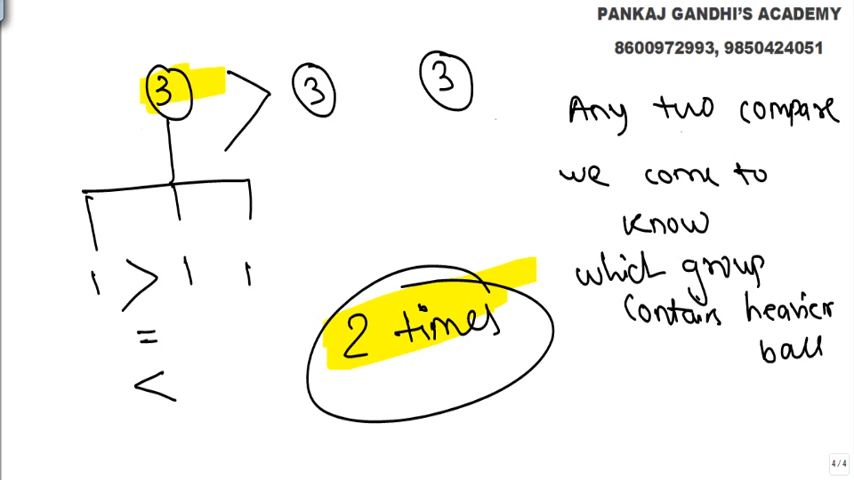 PANKAJ GANDHI'S ACADEMY
8600972993, 9850424051
3 > 3 3
Any two compare
we come to
know
which group
contains heavier
ball
1 > 1 1
=
<
2 times
4/4